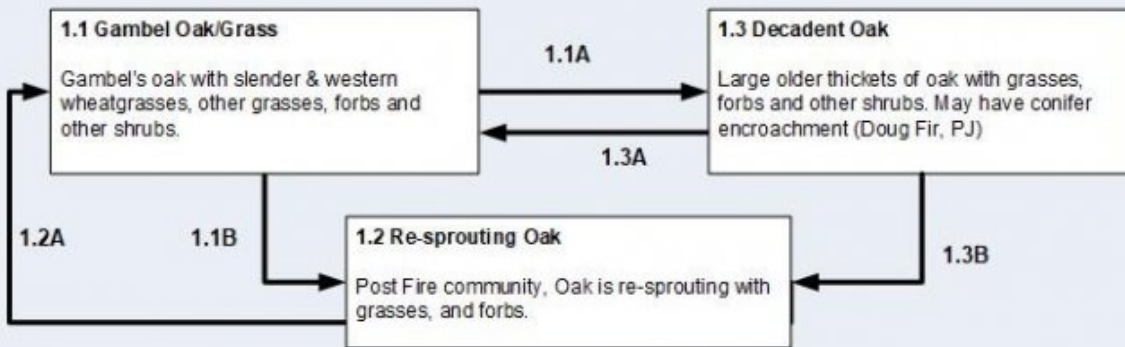 1.1 Gambel Oak/Grass
Gambel's oak with slender & western
wheatgrasses, other grasses, forbs and
other shrubs.
1.1A
1.3A
1.3 Decadent Oak
Large older thickets of oak with grasses,
forbs and other shrubs. May have conifer
encroachment (Doug Fir, PJ)
1.2A
1.1B
1.2 Re-sprouting Oak
Post Fire community, Oak is re-sprouting with
grasses, and forbs.
1.3B